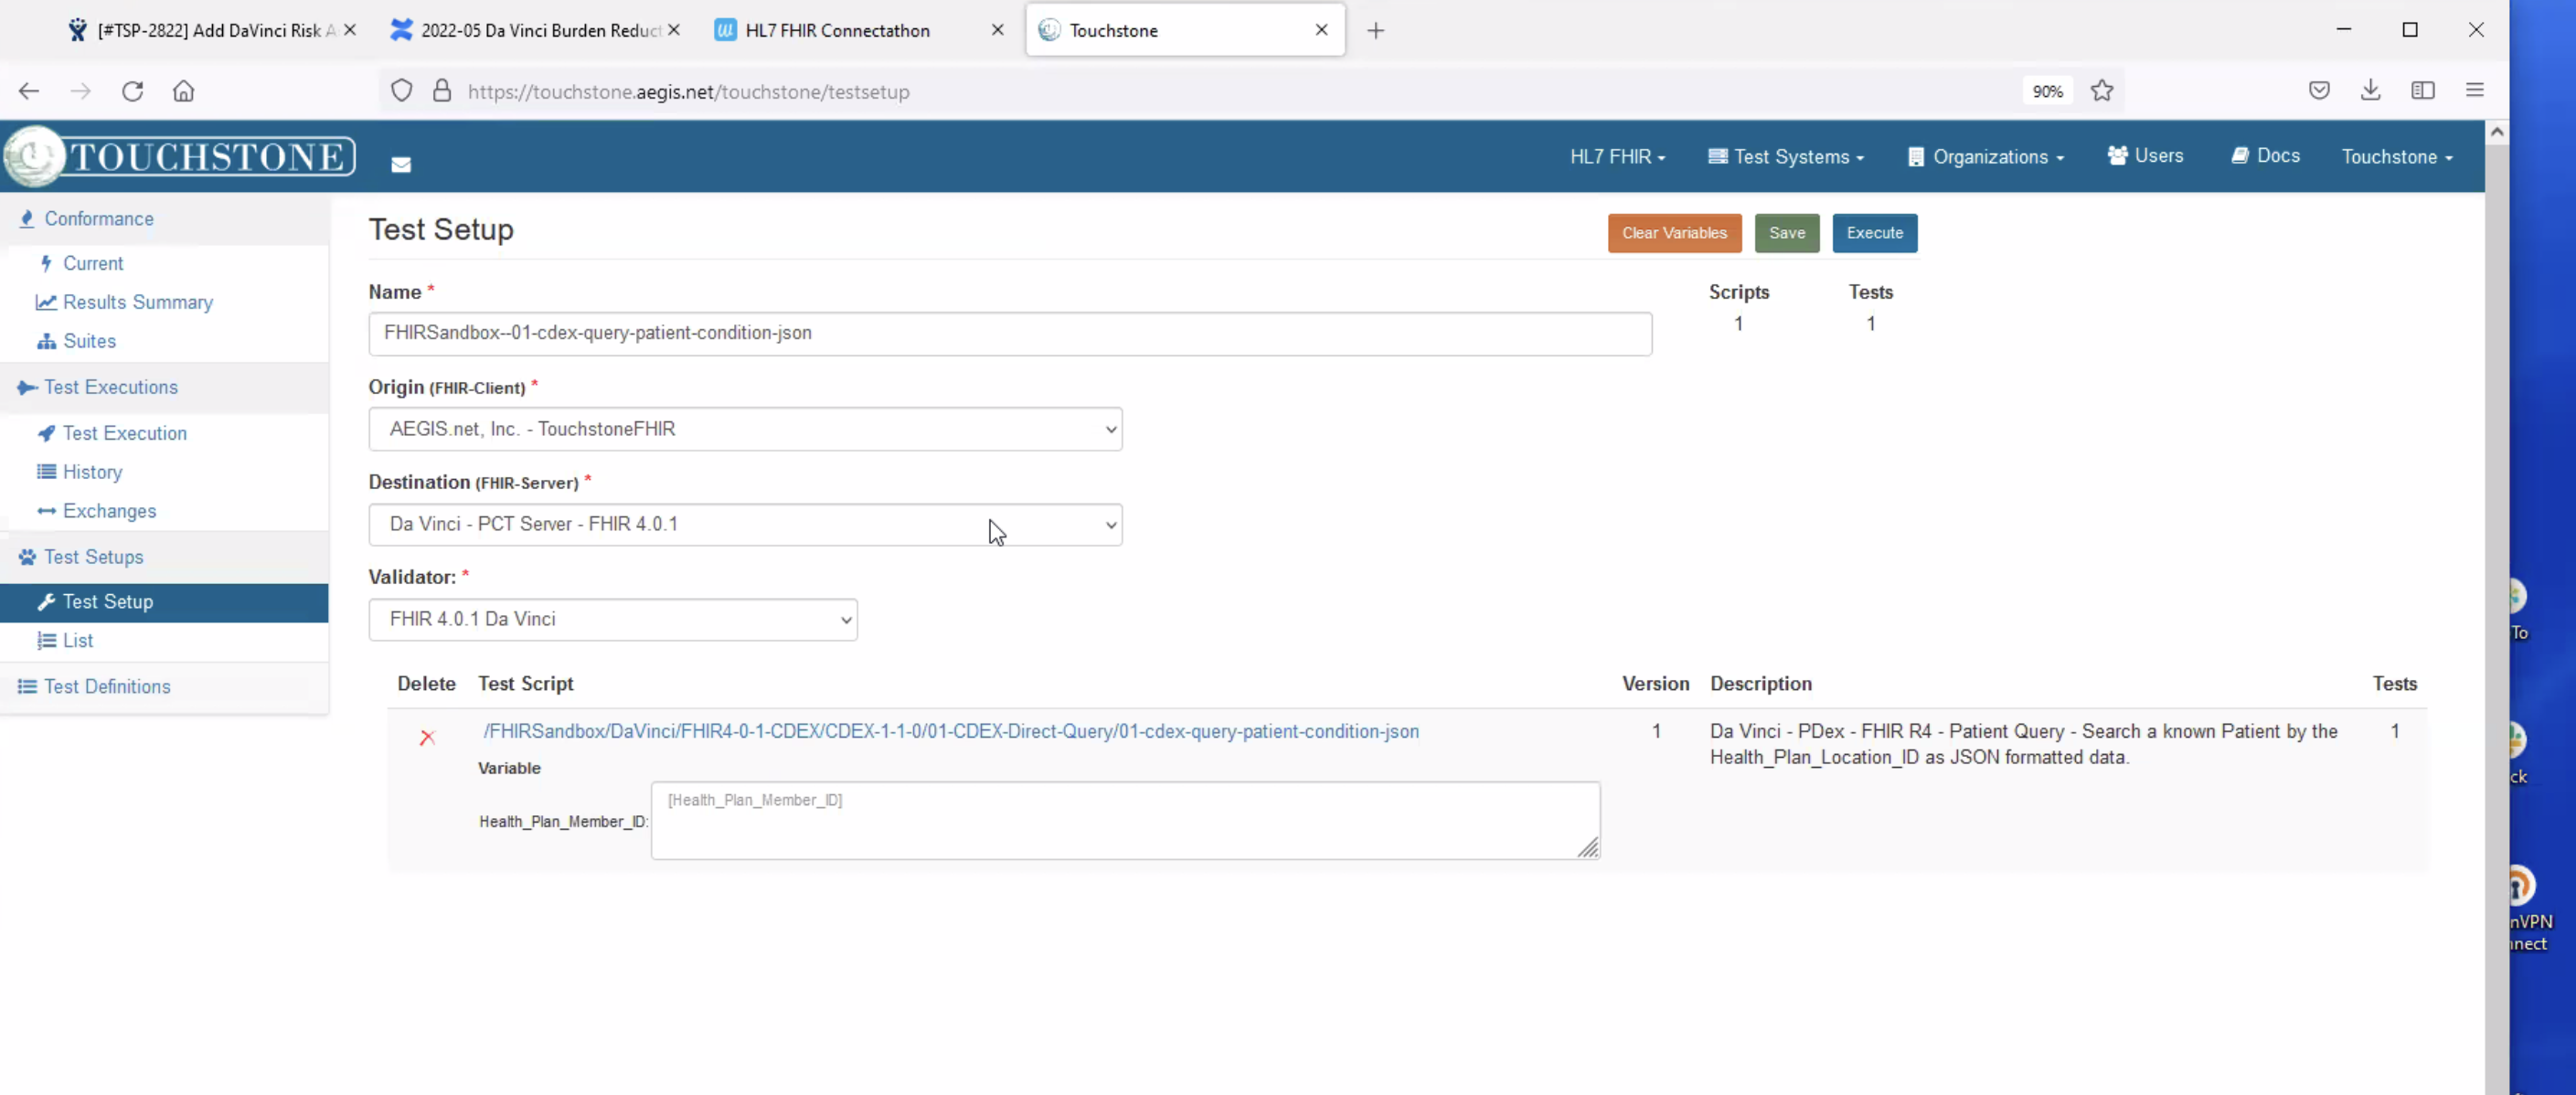 [#TSP-2822] Add DaVinci Risk A
2022-05 Da Vinci Burden Reduct
HL7 FHIR Connectathon
Touchstone
https://touchstone.aegis.net/touchstone/testsetup
90%
TOUCHSTONE
HL7 FHIR
Test Systems
Organizations
Users
Docs
Touchstone
Conformance
Current
Results Summary
Suites
Test Executions
Test Execution
History
Exchanges
Test Setups
Test Setup
List
Test Definitions
Test Setup
Clear Variables
Save
Execute
Name *
FHIRSandbox--01-cdex-query-patient-condition-json
Scripts
1
Tests
1
Origin (FHIR-Client) *
AEGIS.net, Inc. - TouchstoneFHIR
Destination (FHIR-Server) *
Da Vinci - PCT Server - FHIR 4.0.1
Validator: *
FHIR 4.0.1 Da Vinci
Delete Test Script Version Description Tests
/FHIRSandbox/DaVinci/FHIR4-0-1-CDEX/CDEX-1-1-0/01-CDEX-Direct-Query/01-cdex-query-patient-condition-json
1
Da Vinci - PDex - FHIR R4 - Patient Query - Search a known Patient by the
Health_Plan_Location_ID as JSON formatted data.
1
Variable
Health_Plan_Member_ID:
[Health_Plan_Member_ID]
To
ck
nVPN
nnect